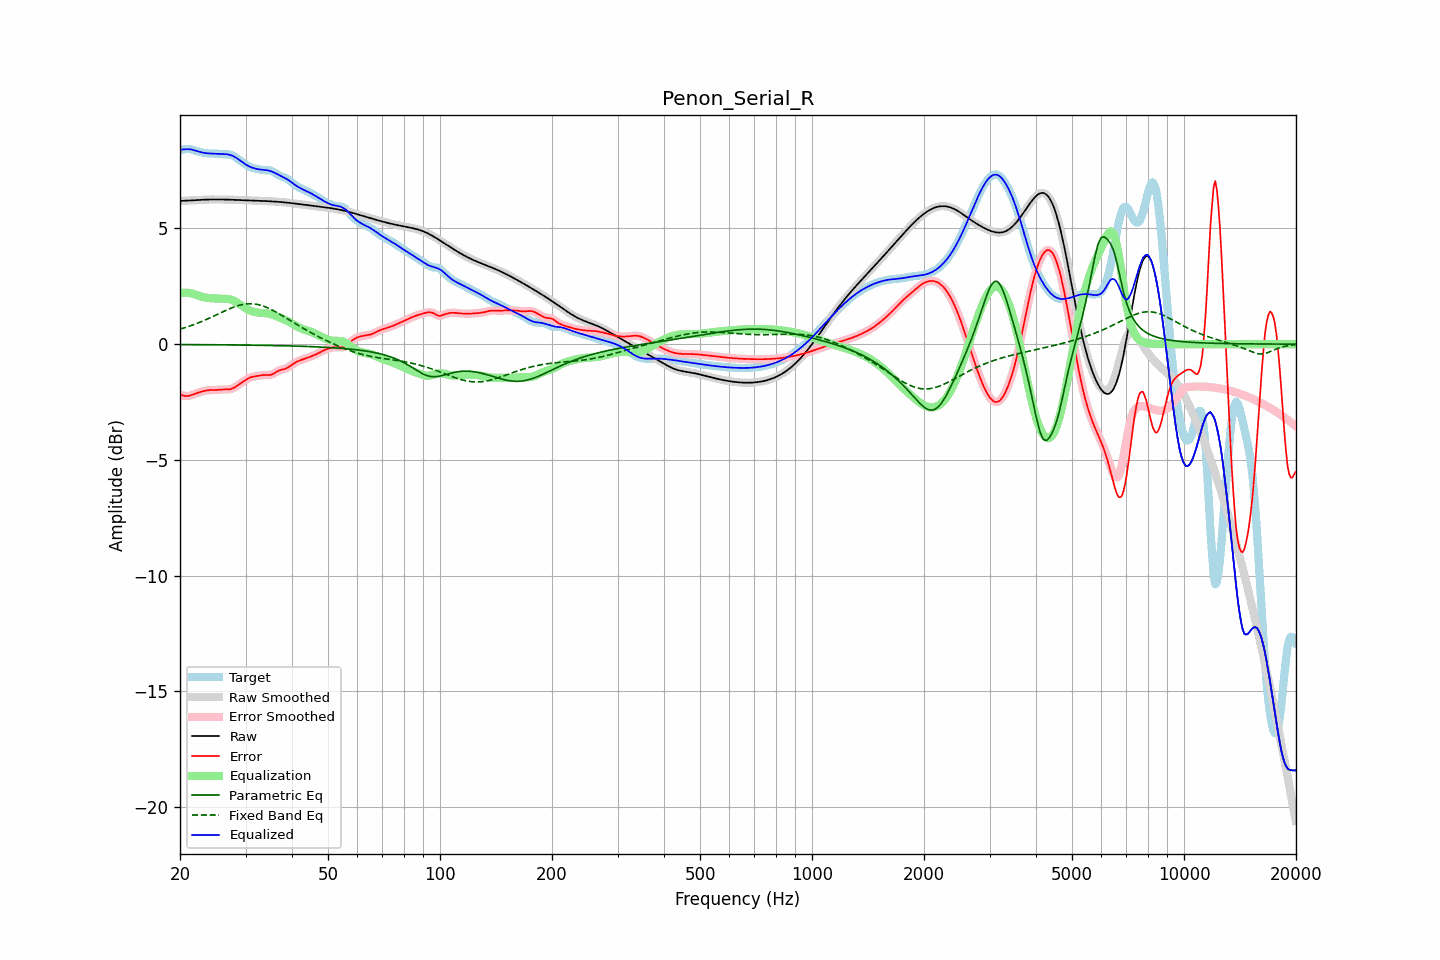 Penon_Serial_R
Amplitude (dBr)
5
0
−5
−10
−15
−20
Target
Raw Smoothed
Error Smoothed
Raw
Error
Equalization
Parametric Eq
Fixed Band Eq
Equalized
20 50 100 200 500 1000 2000 5000 10000 20000
Frequency (Hz)